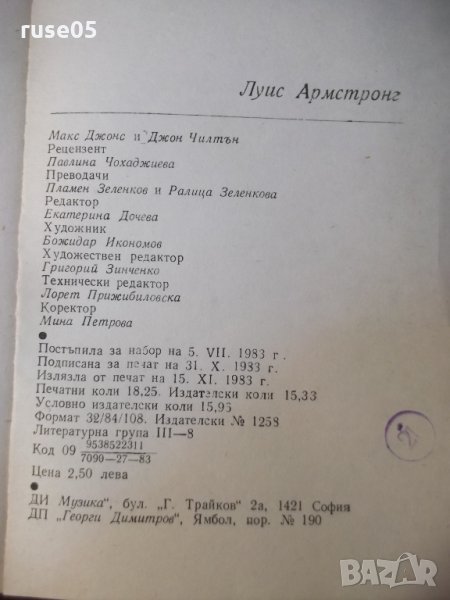 ruse05
Луис Армстронг
Макс Джонс и Джон Чилтън
Рецензент
Павлина Чохаджиева
Преводачи
Пламен Зеленков и Ралица Зеленкова
Редактор
Екатерина Дочева
Художник
Божидар Икономов
Художествен редактор
Григорий Зинченко
Технически редактор
Лорет Прижибиловска
Коректор
Мина Петрова
●
Постъпила за набор на 5. VII. 1983 г.
Подписана за печат на 31. X. 1983 г.
Излязла от печат на 15. XI. 1983 г.
Печатни коли 18,25. Издателски коли 15,33
Условно издателски коли 15,95
Формат 32/84/108. Издателски № 1258
Литературна група III—8
Код 09 9538522311
7090—27—83
Цена 2,50 лева
●
ДИ Музика", бул. „Г. Трайков" 2а, 1421 София
ДП „Георги Димитров", Ямбол, пор. № 190
BAZAR
.bg